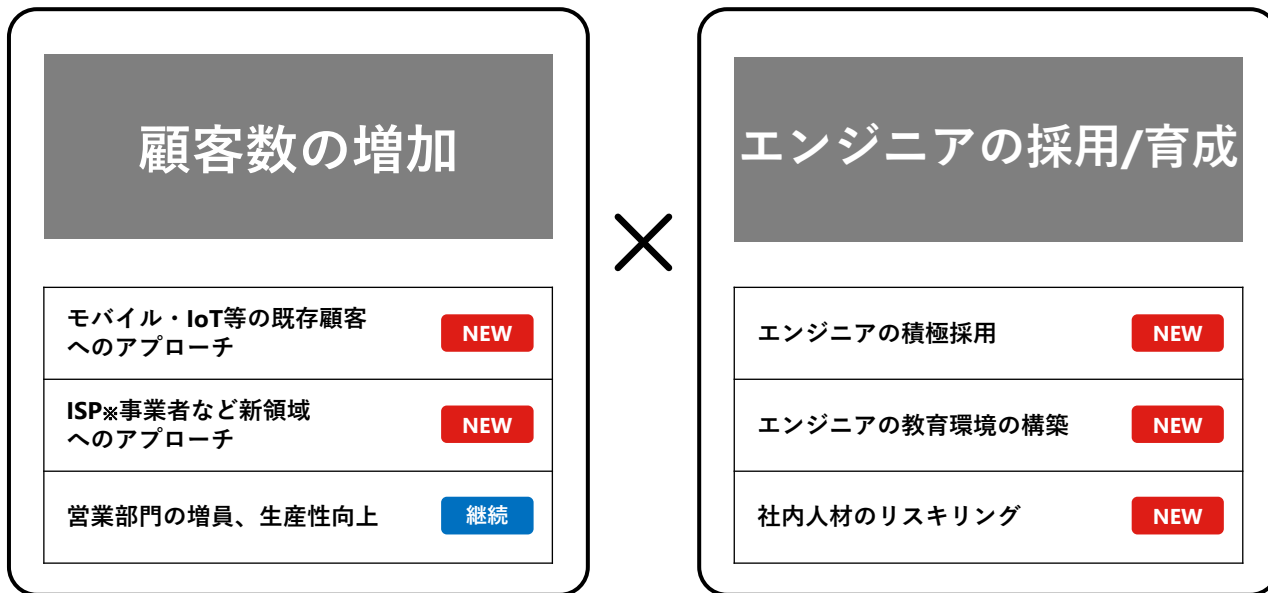 顧客数の増加
モバイル・IoT等の既存顧客
へのアプローチ
NEW
ISP※事業者など新領域
へのアプローチ
NEW
営業部門の増員、生産性向上
継続
×
エンジニアの採用/育成
エンジニアの積極採用
NEW
エンジニアの教育環境の構築
NEW
社内人材のリスキリング
NEW